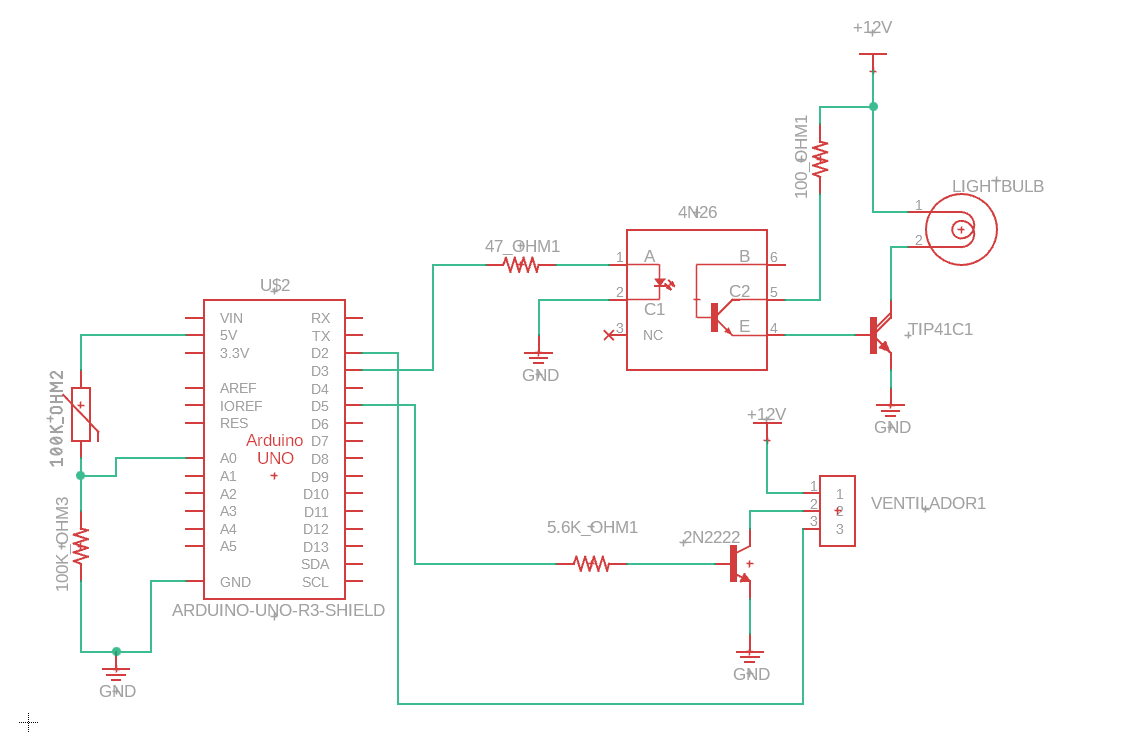 +12V
100_OHM1
LIGHTBULB
1
2
4N26
47_OHM1
1
A
B
6
2
C1
C2
5
3
NC
E
4
TIP41C1
GND
GND
U$2
VIN
RX
5V
TX
3.3V
D2
D3
AREF
D4
IOREF
D5
RES
D6
Arduino
UNO
D7
A0
D8
A1
D9
A2
D10
A3
D11
A4
D12
A5
D13
SDA
GND
SCL
ARDUINO-UNO-R3-SHIELD
100K_OHM2
100K_OHM3
GND
+12V
1
2
3
1
2
3
VENTILADOR1
5.6K_OHM1
2N2222
GND